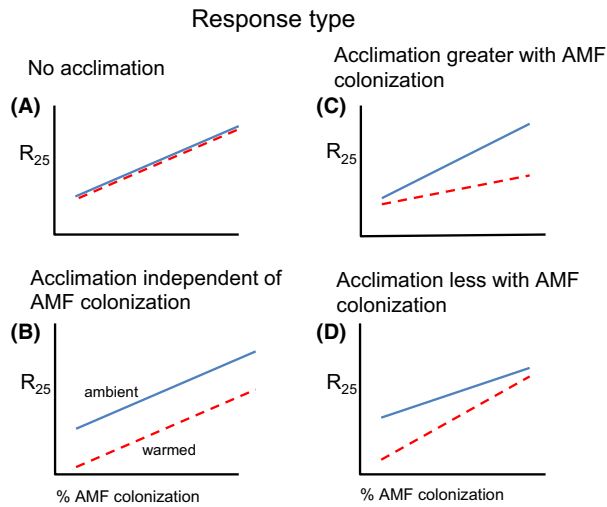 Response type
No acclimation
(A)
R25
Acclimation greater with AMF
colonization
(C)
R25
Acclimation independent of
AMF colonization
(B)
R25
ambient
warmed
% AMF colonization
Acclimation less with AMF
colonization
(D)
R25
% AMF colonization